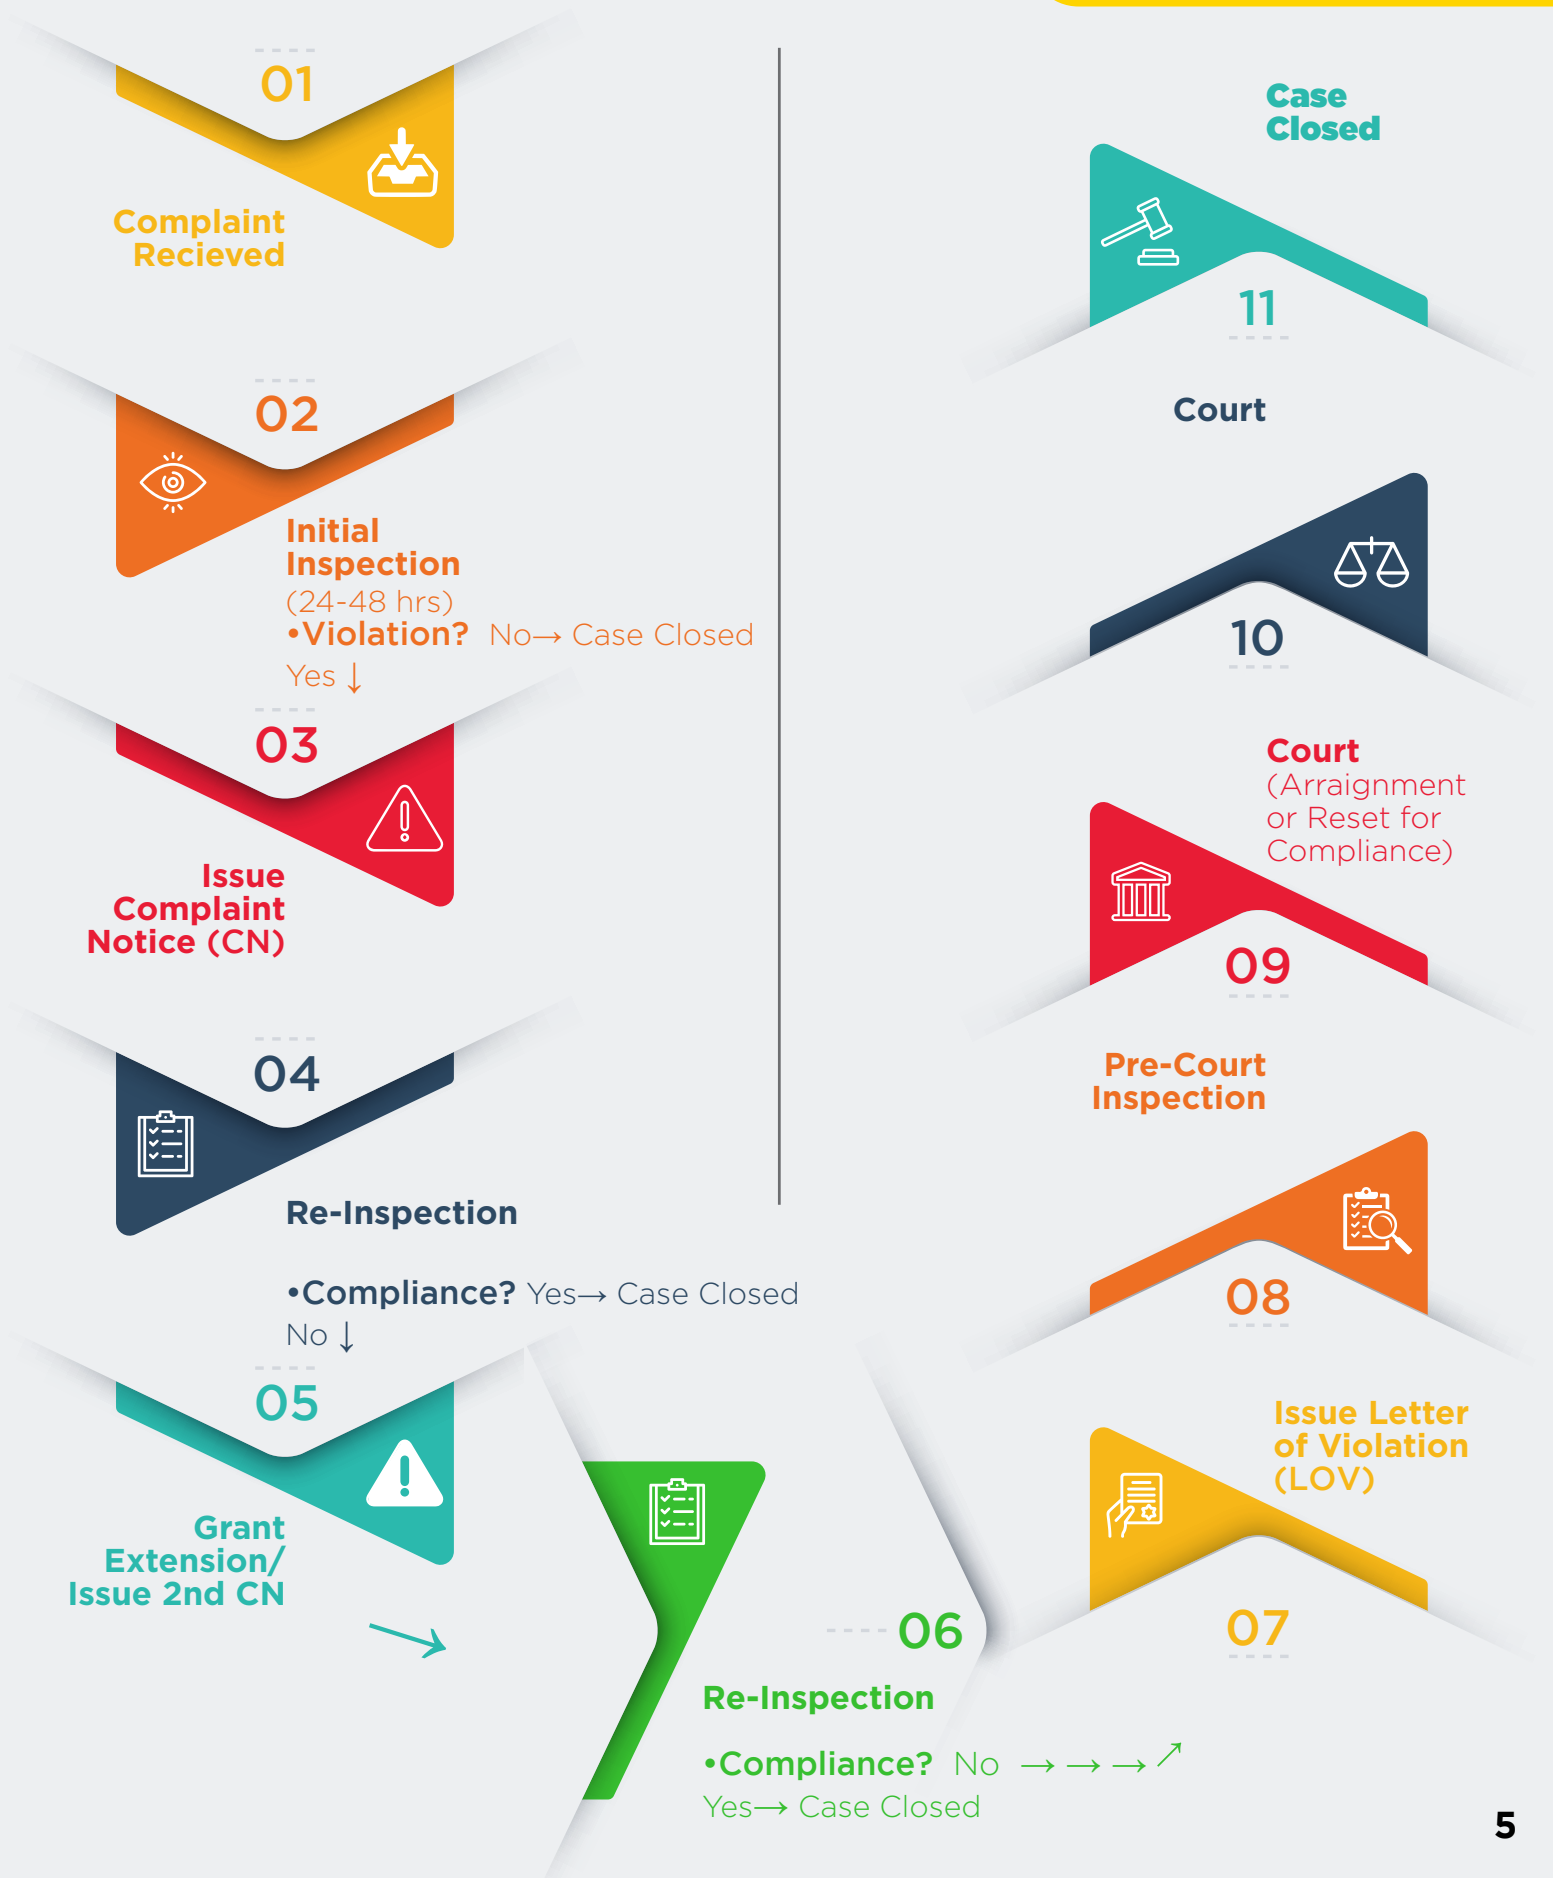 01
Complaint
Recieved
02
Initial
Inspection
(24-48 hrs)
•Violation? No→ Case Closed
Yes ↓
03
Issue
Complaint
Notice (CN)
04
Re-Inspection
•Compliance? Yes→ Case Closed
No ↓
05
Grant
Extension/
Issue 2nd CN
→
06
Re-Inspection
•Compliance? No → → → ↗
Yes→ Case Closed
Issue Letter
of Violation
(LOV)
07
Pre-Court
Inspection
08
Court
(Arraignment
or Reset for
Compliance)
09
Court
10
Case
Closed
11
5